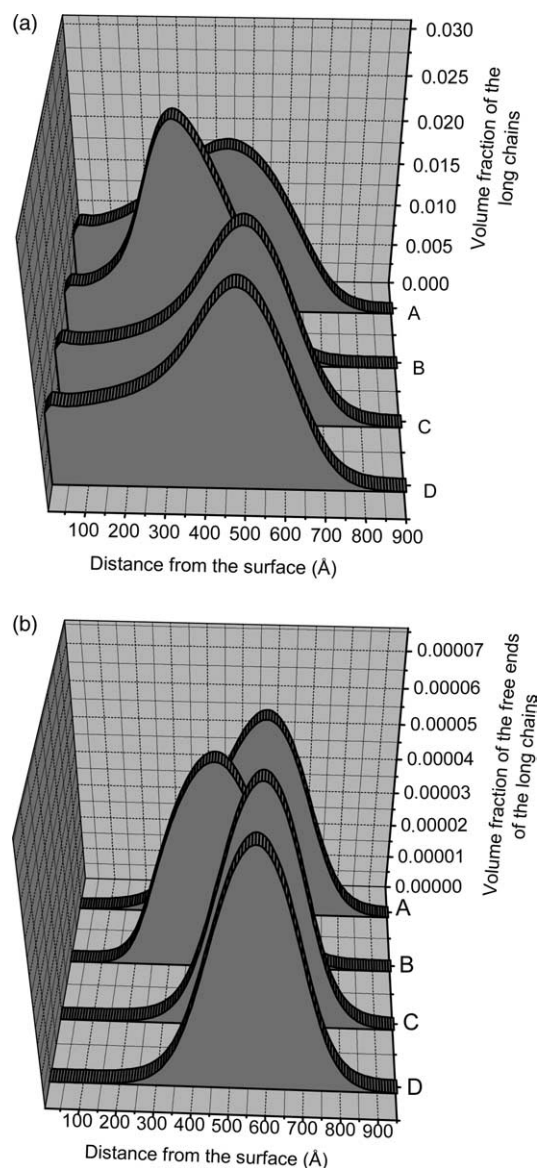 (a)
0.030
0.025
0.020
0.015
0.010
0.005
0.000
Volume fraction of the
long chains
A
B
C
D
100 200 300 400 500 600 700 800 900
Distance from the surface (Å)
(b)
0.00007
0.00006
0.00005
0.00004
0.00003
0.00002
0.00001
0.00000
Volume fraction of the free ends
of the long chains
A
B
C
D
100 200 300 400 500 600 700 800 900
Distance from the surface (Å)